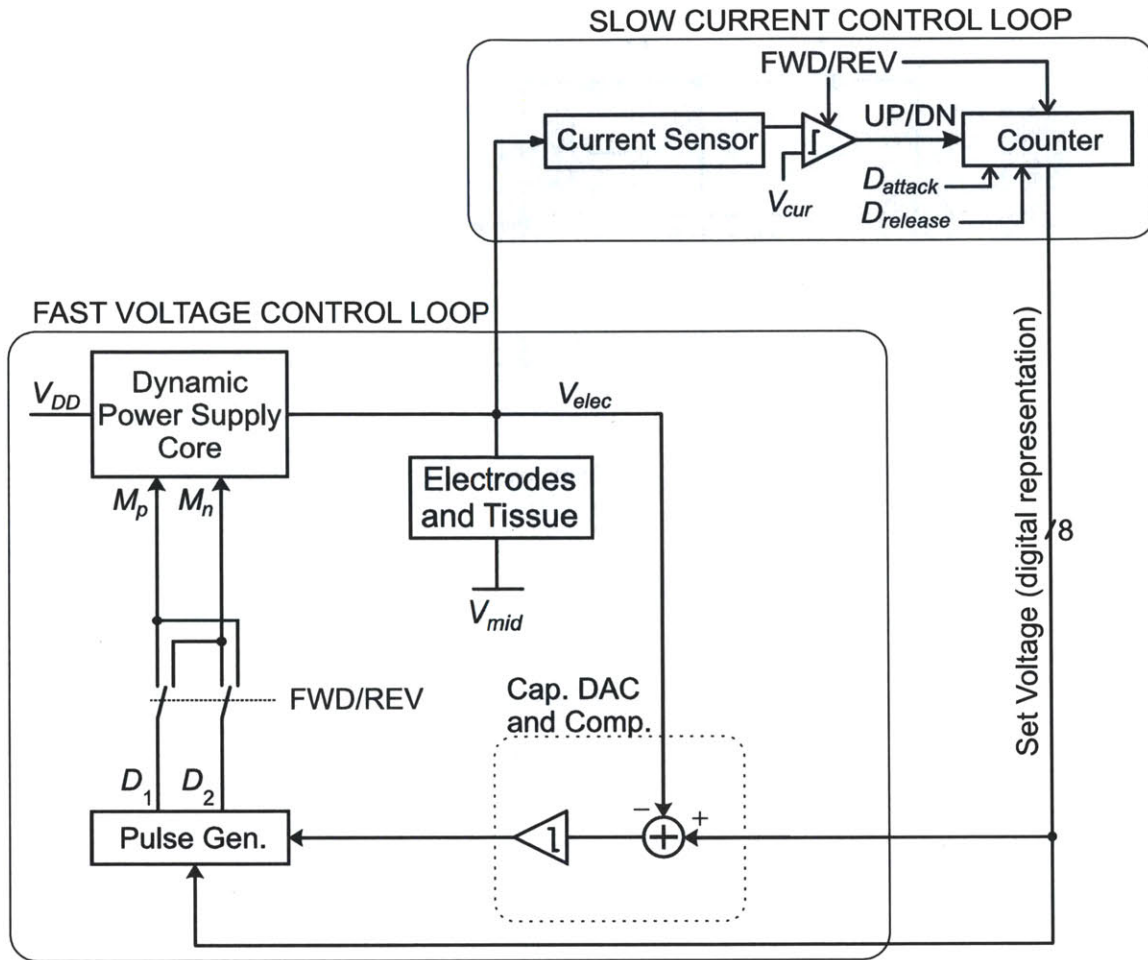 SLOW CURRENT CONTROL LOOP
FWD/REV
UP/DN
Current Sensor
Counter
V_cur
D_attack
D_release
FAST VOLTAGE CONTROL LOOP
V_DD
Dynamic
Power Supply
Core
V_elec
M_p
M_n
Electrodes
and Tissue
V_mid
Set Voltage (digital representation)
/8
FWD/REV
Cap. DAC
and Comp.
D_1
D_2
−
+
+
Pulse Gen.